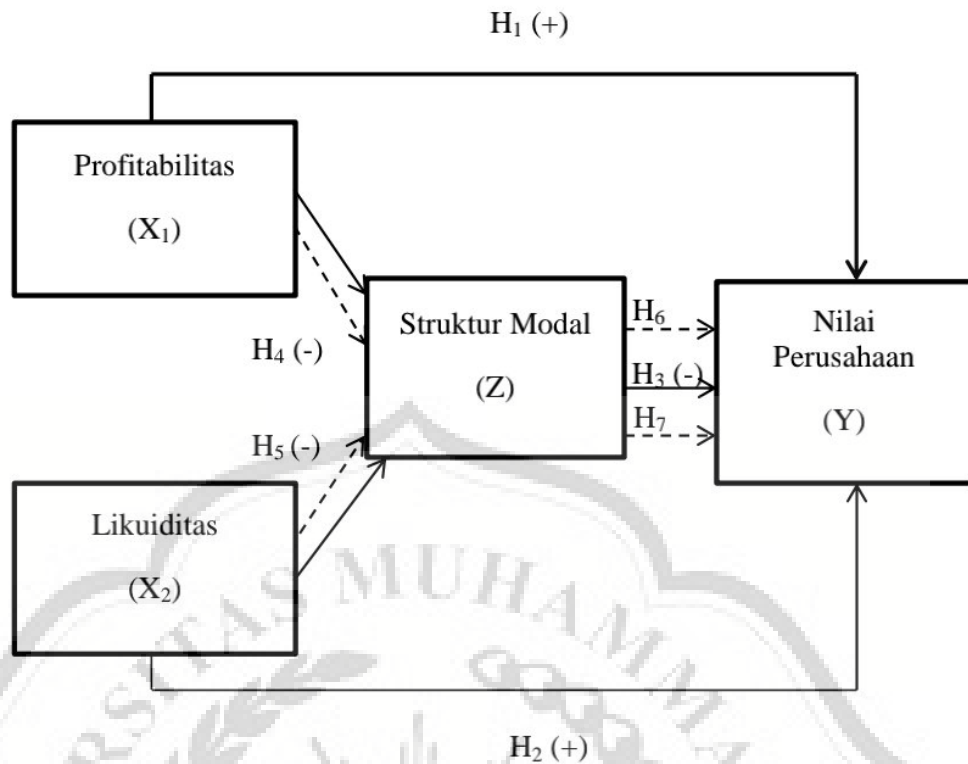 H₁ (+)
Profitabilitas
(X₁)
H₄ (-)
Struktur Modal
(Z)
H₆
H₃ (-)
H₇
Nilai
Perusahaan
(Y)
H₅ (-)
Likuiditas
(X₂)
H₂ (+)